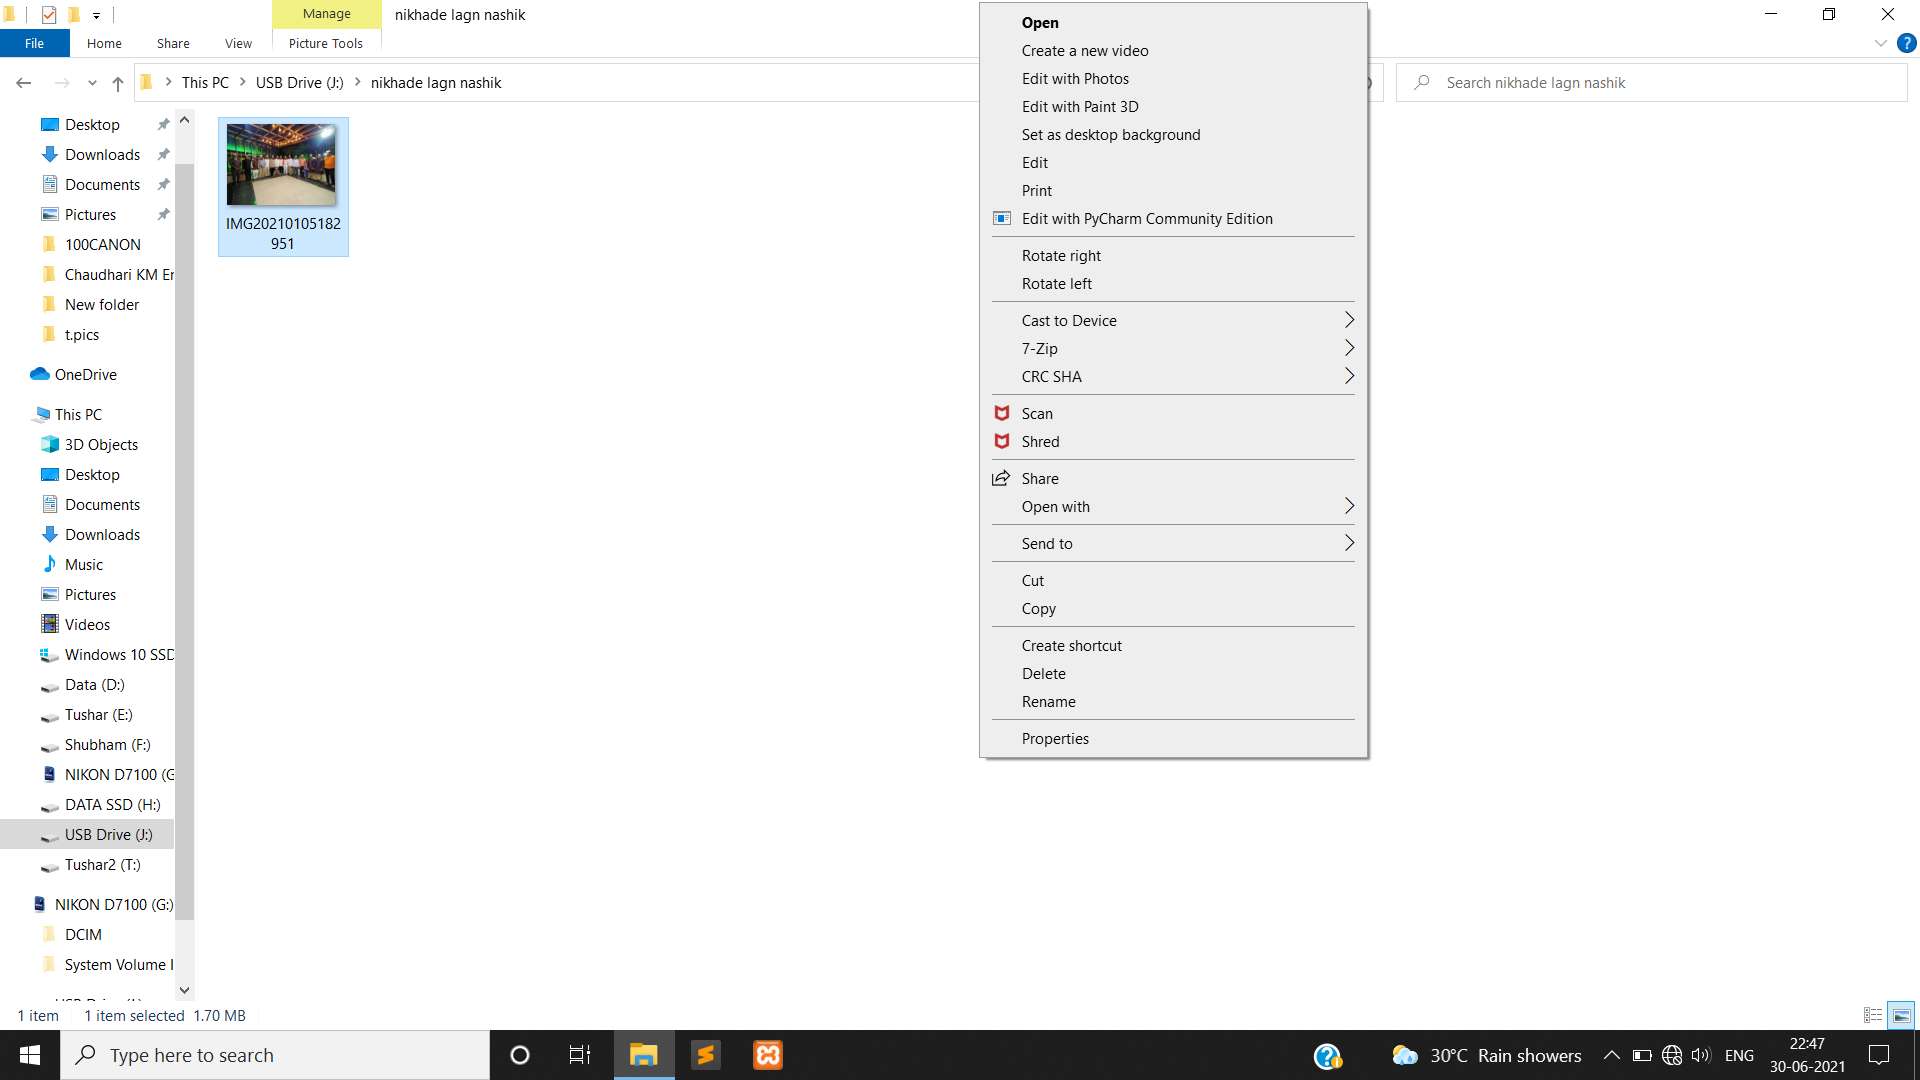 Manage
nikhade lagn nashik
File
Home
Share
View
Picture Tools
This PC
USB Drive (J:)
nikhade lagn nashik
Search nikhade lagn nashik
Desktop
Downloads
Documents
Pictures
100CANON
Chaudhari KM Er
New folder
t.pics
OneDrive
This PC
3D Objects
Desktop
Documents
Downloads
Music
Pictures
Videos
Windows 10 SSD
Data (D:)
Tushar (E:)
Shubham (F:)
NIKON D7100 (G
DATA SSD (H:)
USB Drive (J:)
Tushar2 (T:)
NIKON D7100 (G:)
DCIM
System Volume I
IMG20210105182
951
Open
Create a new video
Edit with Photos
Edit with Paint 3D
Set as desktop background
Edit
Print
Edit with PyCharm Community Edition
Rotate right
Rotate left
Cast to Device
7-Zip
CRC SHA
Scan
Shred
Share
Open with
Send to
Cut
Copy
Create shortcut
Delete
Rename
Properties
1 item
1 item selected 1.70 MB
Type here to search
30°C Rain showers
ENG
22:47
30-06-2021